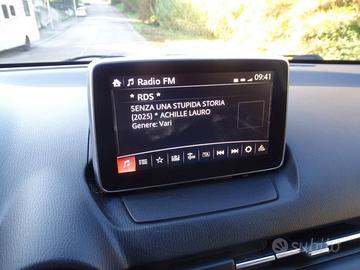 Radio FM
09:41
* RDS *
SENZA UNA STUPIDA STORIA
(2025) * ACHILLE LAURO
Genere: Vari
subito